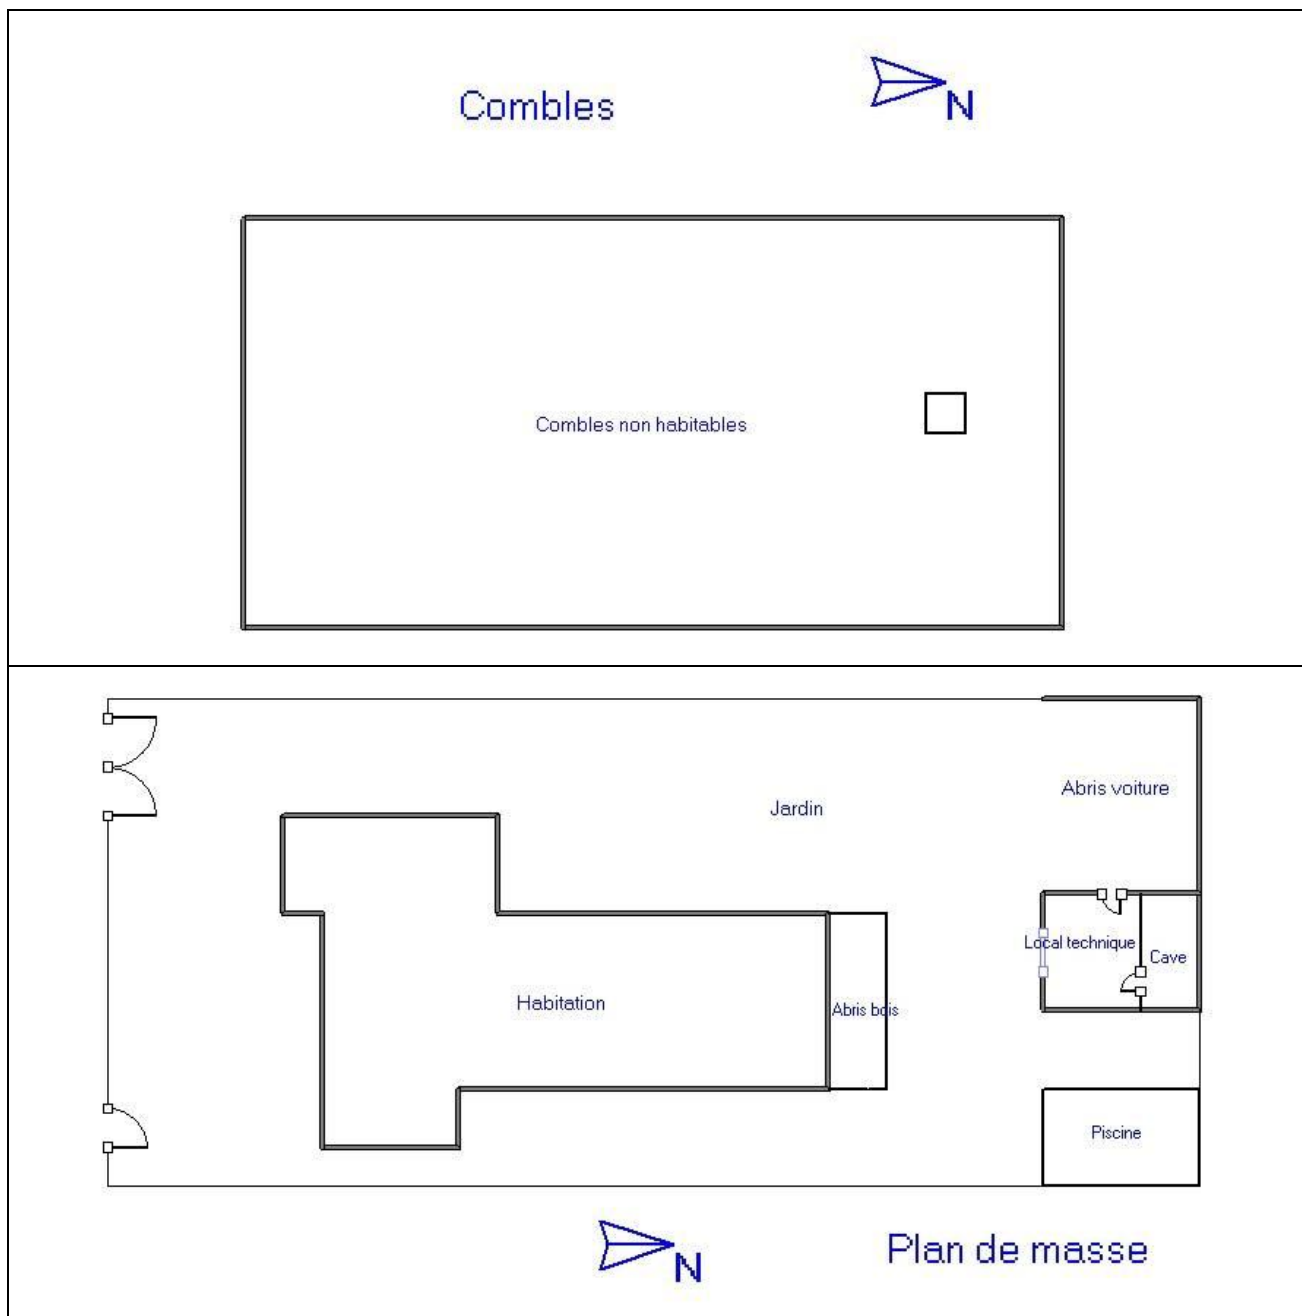 Combles
N
Combles non habitables
Abris voiture
Jardin
Local technique
Cave
Habitation
Abris bois
Piscine
N
Plan de masse